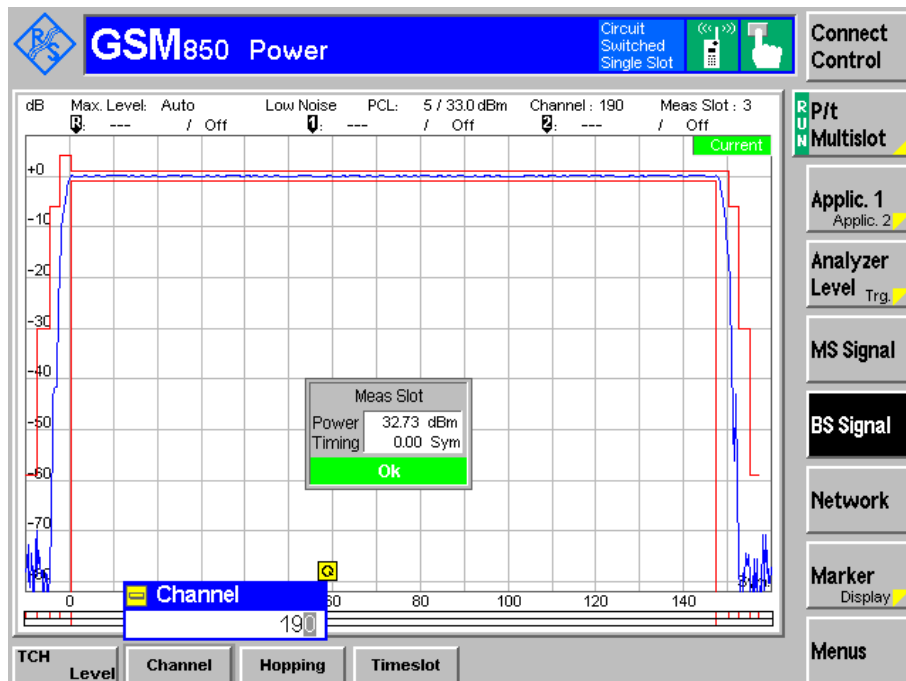 R&S
GSM850 Power
Circuit
Switched
Single Slot
Connect
Control
dB Max. Level: Auto Low Noise PCL: 5 / 33.0 dBm Channel : 190 Meas Slot : 3
R: --- / Off 1: --- / Off 2: --- / Off
Current
RUN
P/t
Multislot
Applic. 1
Applic. 2
Analyzer
Level Trg.
MS Signal
BS Signal
Network
Marker
Display
Menus
+0
-10
-20
-30
-40
-50
-60
-70
Meas Slot
Power 32.73 dBm
Timing 0.00 Sym
Ok
0 80 100 120 140
Channel
190
TCH
Level
Channel
Hopping
Timeslot